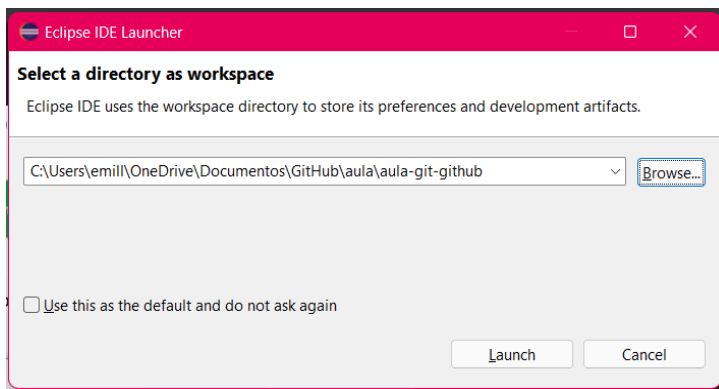 Eclipse IDE Launcher
Select a directory as workspace
Eclipse IDE uses the workspace directory to store its preferences and development artifacts.
C:\Users\emill\OneDrive\Documentos\GitHub\aula\aula-git-github
Browse...
Use this as the default and do not ask again
Launch Cancel